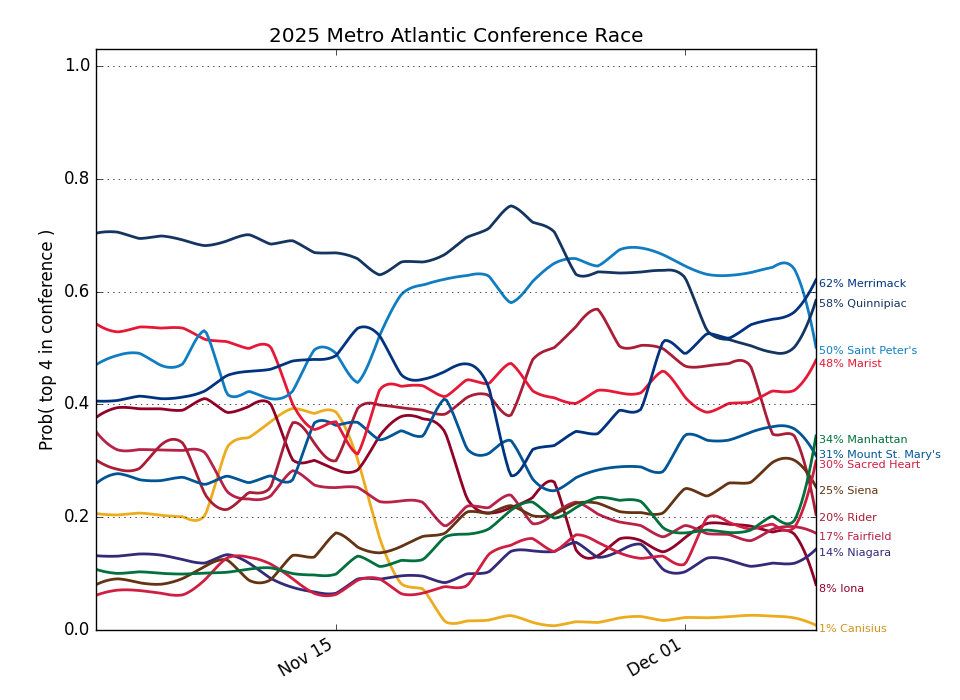 2025 Metro Atlantic Conference Race
Prob( top 4 in conference )
1.0
0.8
0.6
0.4
0.2
0.0
Nov 15
Dec 01
62% Merrimack
58% Quinnipiac
50% Saint Peter's
48% Marist
34% Manhattan
31% Mount St. Mary's
30% Sacred Heart
25% Siena
20% Rider
17% Fairfield
14% Niagara
8% Iona
1% Canisius